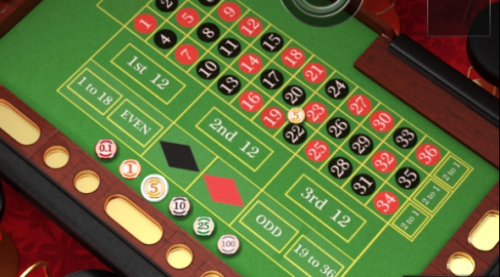 9 12 15 18 21 24 27 30 33 36 2 to 1
2 5 8 11 14 17 20 23 26 29 32 35 2 to 1
1 4 7 10 13 16 19 22 25 28 31 34 2 to 1
5
1st 12
2nd 12
3rd 12
1 to 18
EVEN
ODD
19 to 36
0.1
1
5
10
25
100